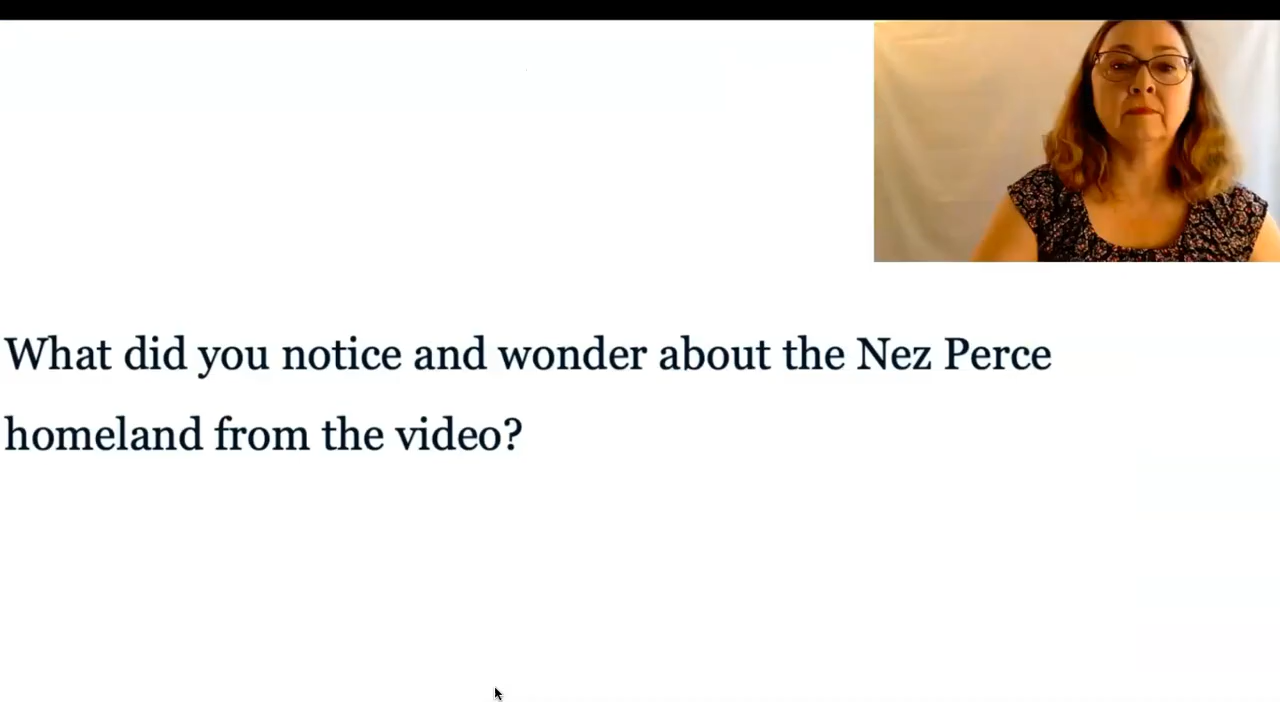 What did you notice and wonder about the Nez Perce
homeland from the video?